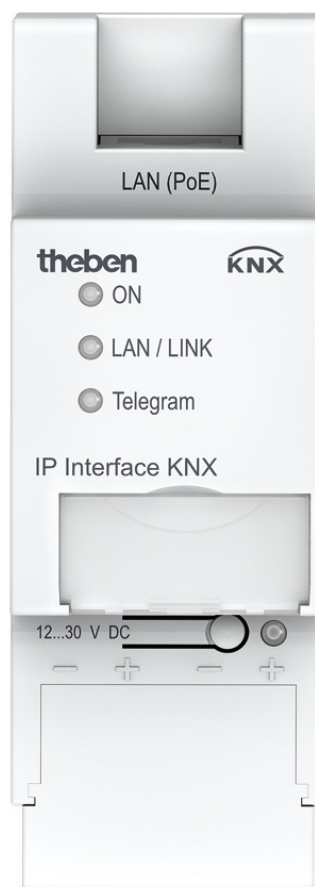 LAN (PoE)
theben KNX
ON
LAN / LINK
Telegram
IP Interface KNX
12...30 V DC
− + − +